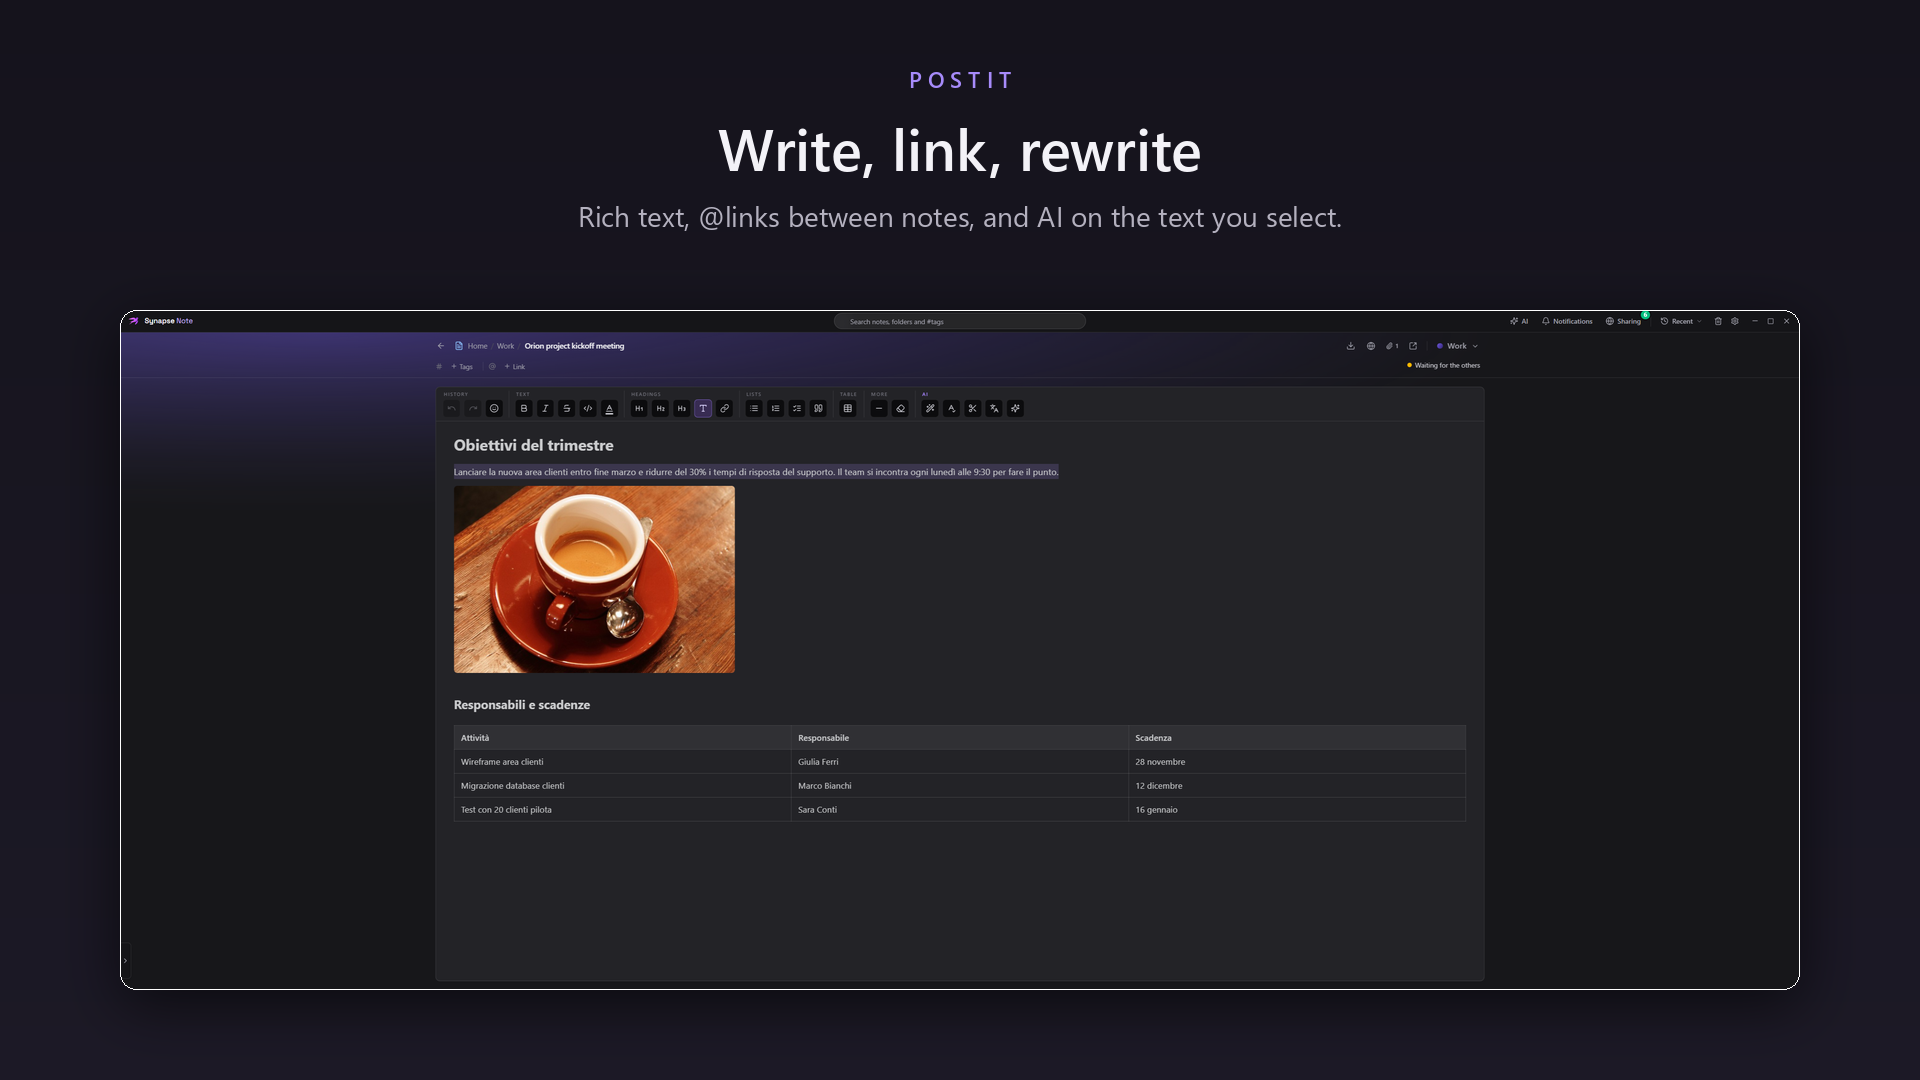 POSTIT
Write, link, rewrite
Rich text, @links between notes, and AI on the text you select.
Synapse Note
Search notes, folders and #tags
AI
Notifications
Sharing
6
Recent
Home / Work / Orion project kickoff meeting
1
Work
# + Tags @ + Link
Waiting for the others
HISTORY TEXT HEADINGS LISTS TABLE MORE AI
B I S </> A H1 H2 H3 T
Obiettivi del trimestre
Lanciare la nuova area clienti entro fine marzo e ridurre del 30% i tempi di risposta del supporto. Il team si incontra ogni lunedì alle 9:30 per fare il punto.
Responsabili e scadenze
Attività Responsabile Scadenza
Wireframe area clienti Giulia Ferri 28 novembre
Migrazione database clienti Marco Bianchi 12 dicembre
Test con 20 clienti pilota Sara Conti 16 gennaio